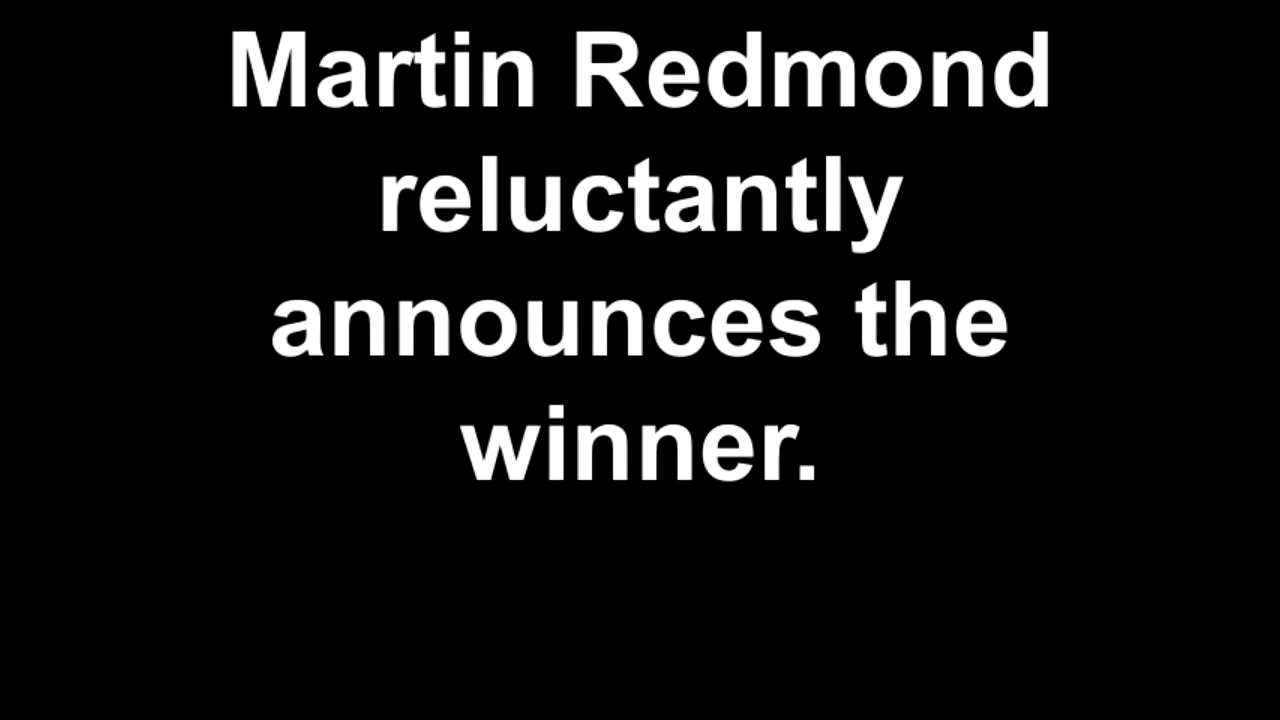 Martin Redmond
reluctantly
announces the
winner.